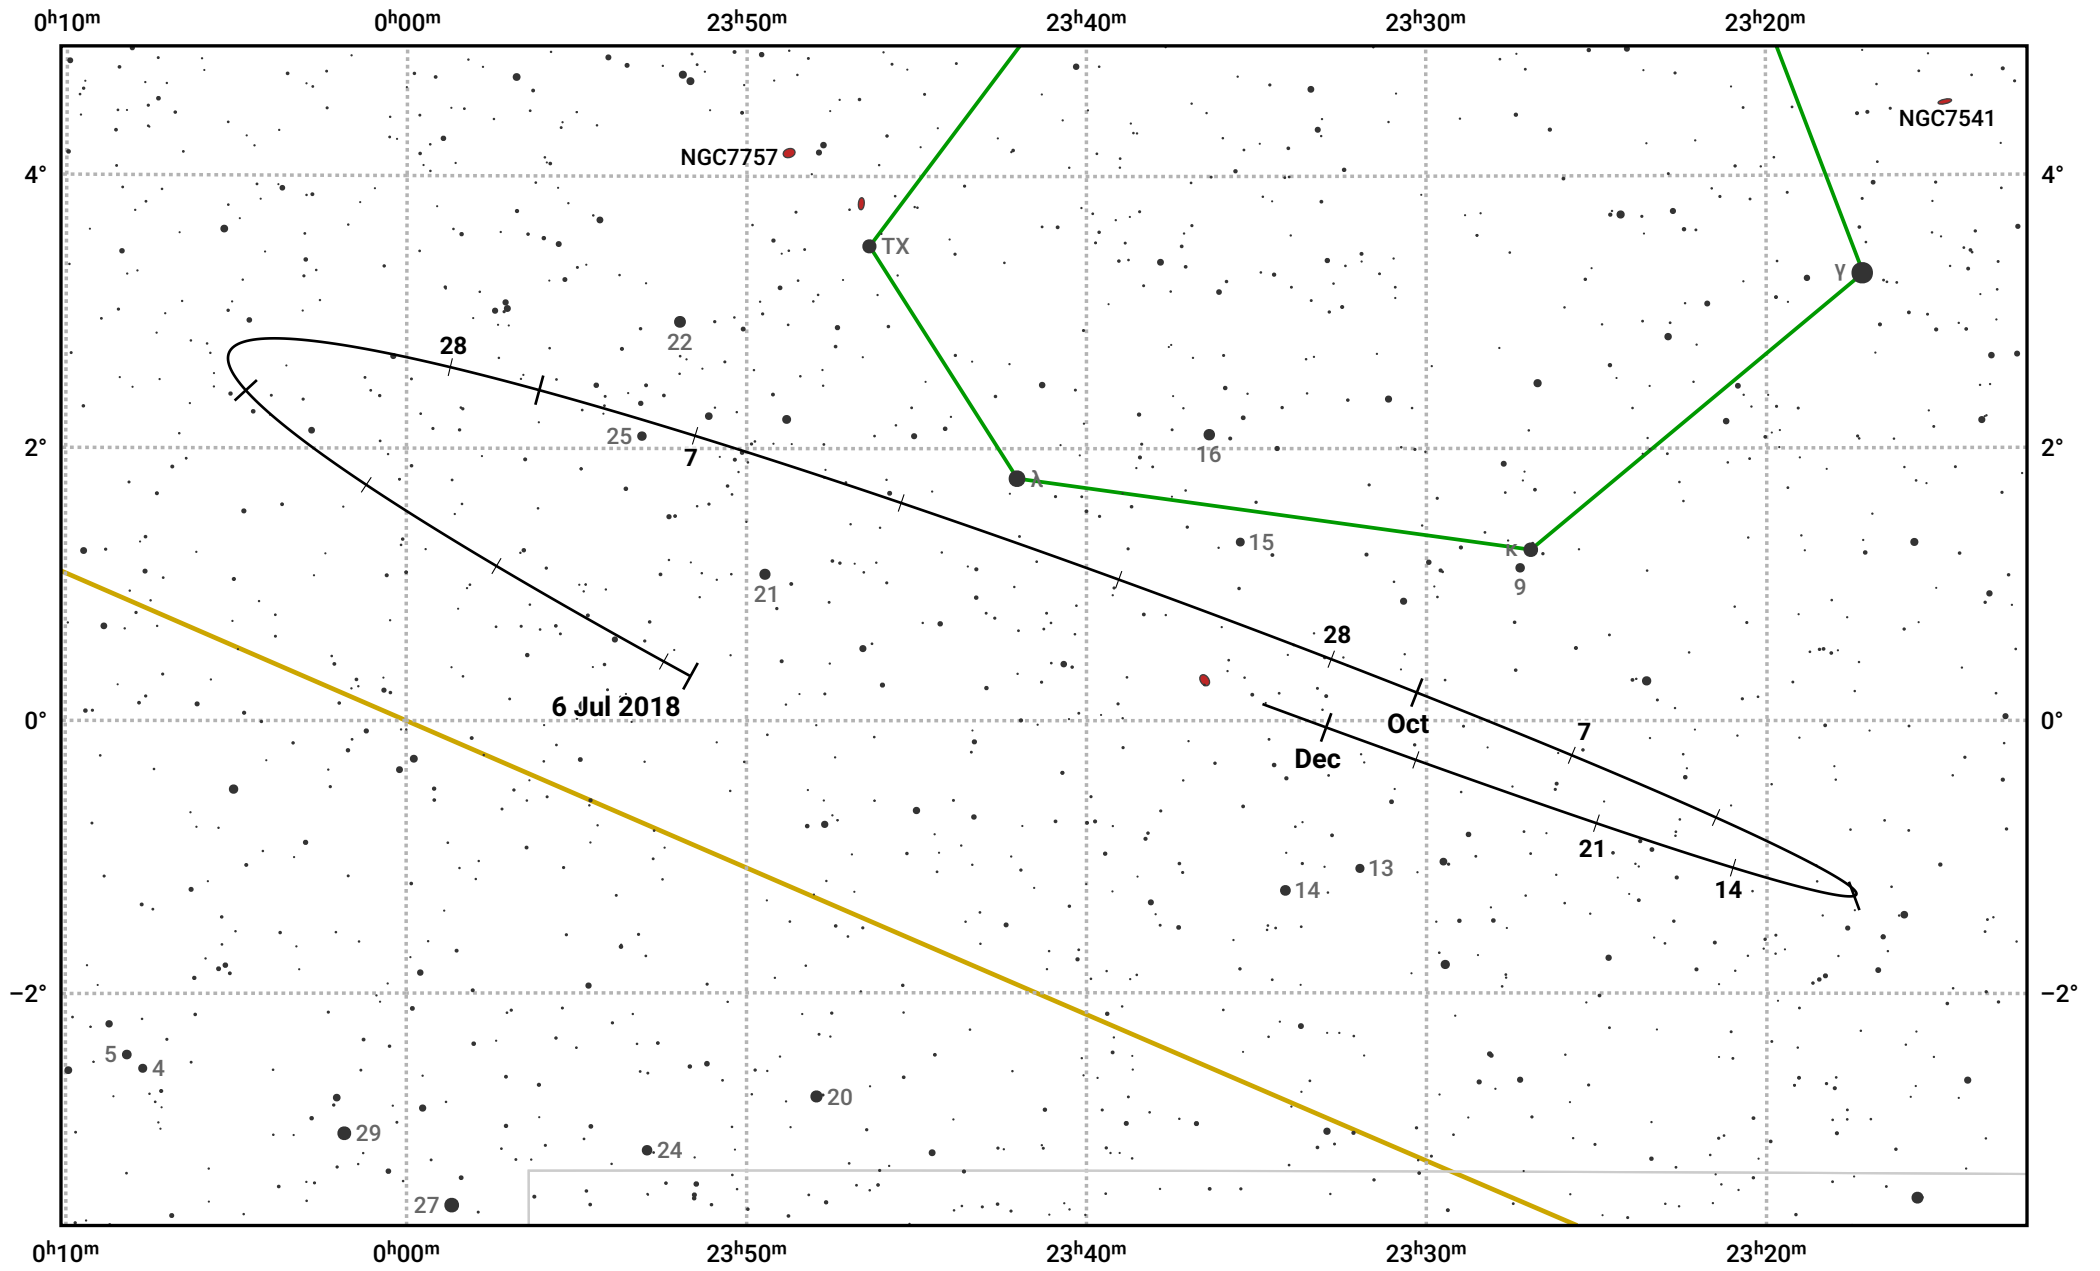 0ʰ10ᵐ 0ʰ00ᵐ 23ʰ50ᵐ 23ʰ40ᵐ 23ʰ30ᵐ 23ʰ20ᵐ
NGC7541
NGC7757
4° 4°
TX
γ
22
28
25
2° 7 16 2°
λ
15 κ
21 9
28
6 Jul 2018
0° Oct 0°
7
Dec
21 13
14 14
−2° −2°
5 4
20
29
24
27
0ʰ10ᵐ 0ʰ00ᵐ 23ʰ50ᵐ 23ʰ40ᵐ 23ʰ30ᵐ 23ʰ20ᵐ